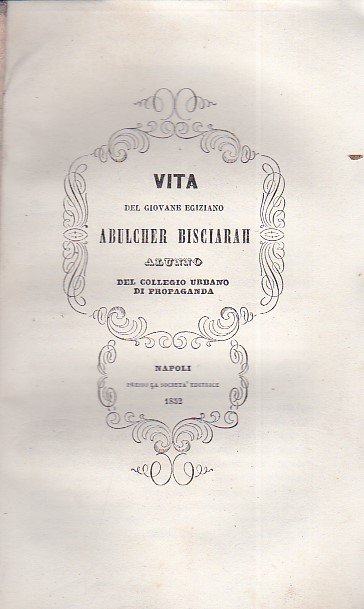 VITA
DEL GIOVANE EGIZIANO
ABULCHER BISCIARAH
ALUNNO
DEL COLLEGIO URBANO
DI PROPAGANDA
NAPOLI
PRESSO LA SOCIETA' EDITRICE
1852